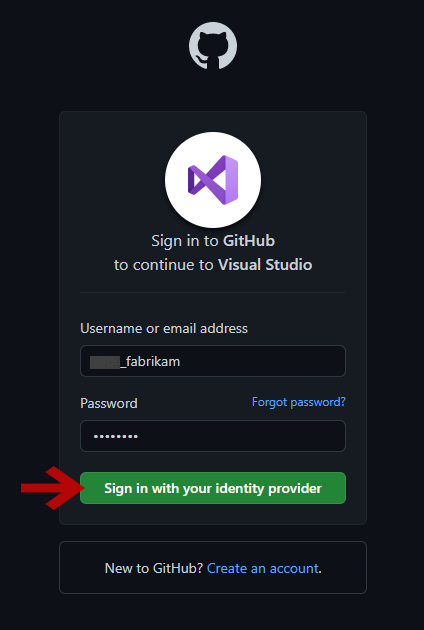 Sign in to GitHub
to continue to Visual Studio
Username or email address
_fabrikam
Password Forgot password?
••••••••
Sign in with your identity provider
New to GitHub? Create an account.